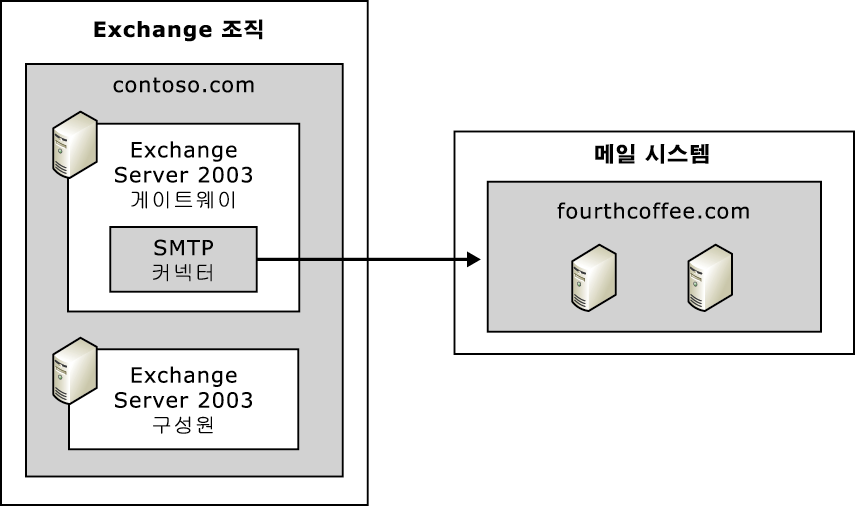 Exchange 조직
contoso.com
Exchange
Server 2003
게이트웨이
SMTP
커넥터
Exchange
Server 2003
구성원
메일 시스템
fourthcoffee.com